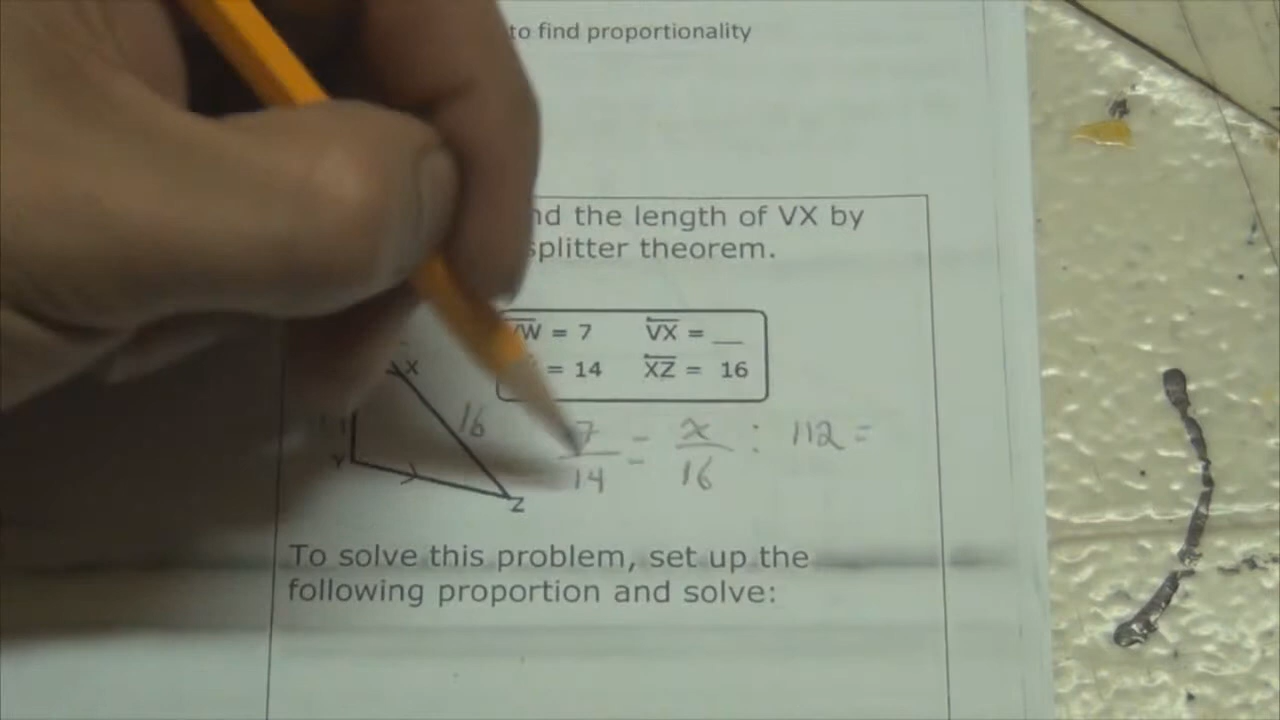 to find proportionality
the length of VX by
splitter theorem.
= 7 VX = __
= 14 XZ = 16
X
16
Y
Z
7/14 = x/16 : 112 =
To solve this problem, set up the
following proportion and solve: